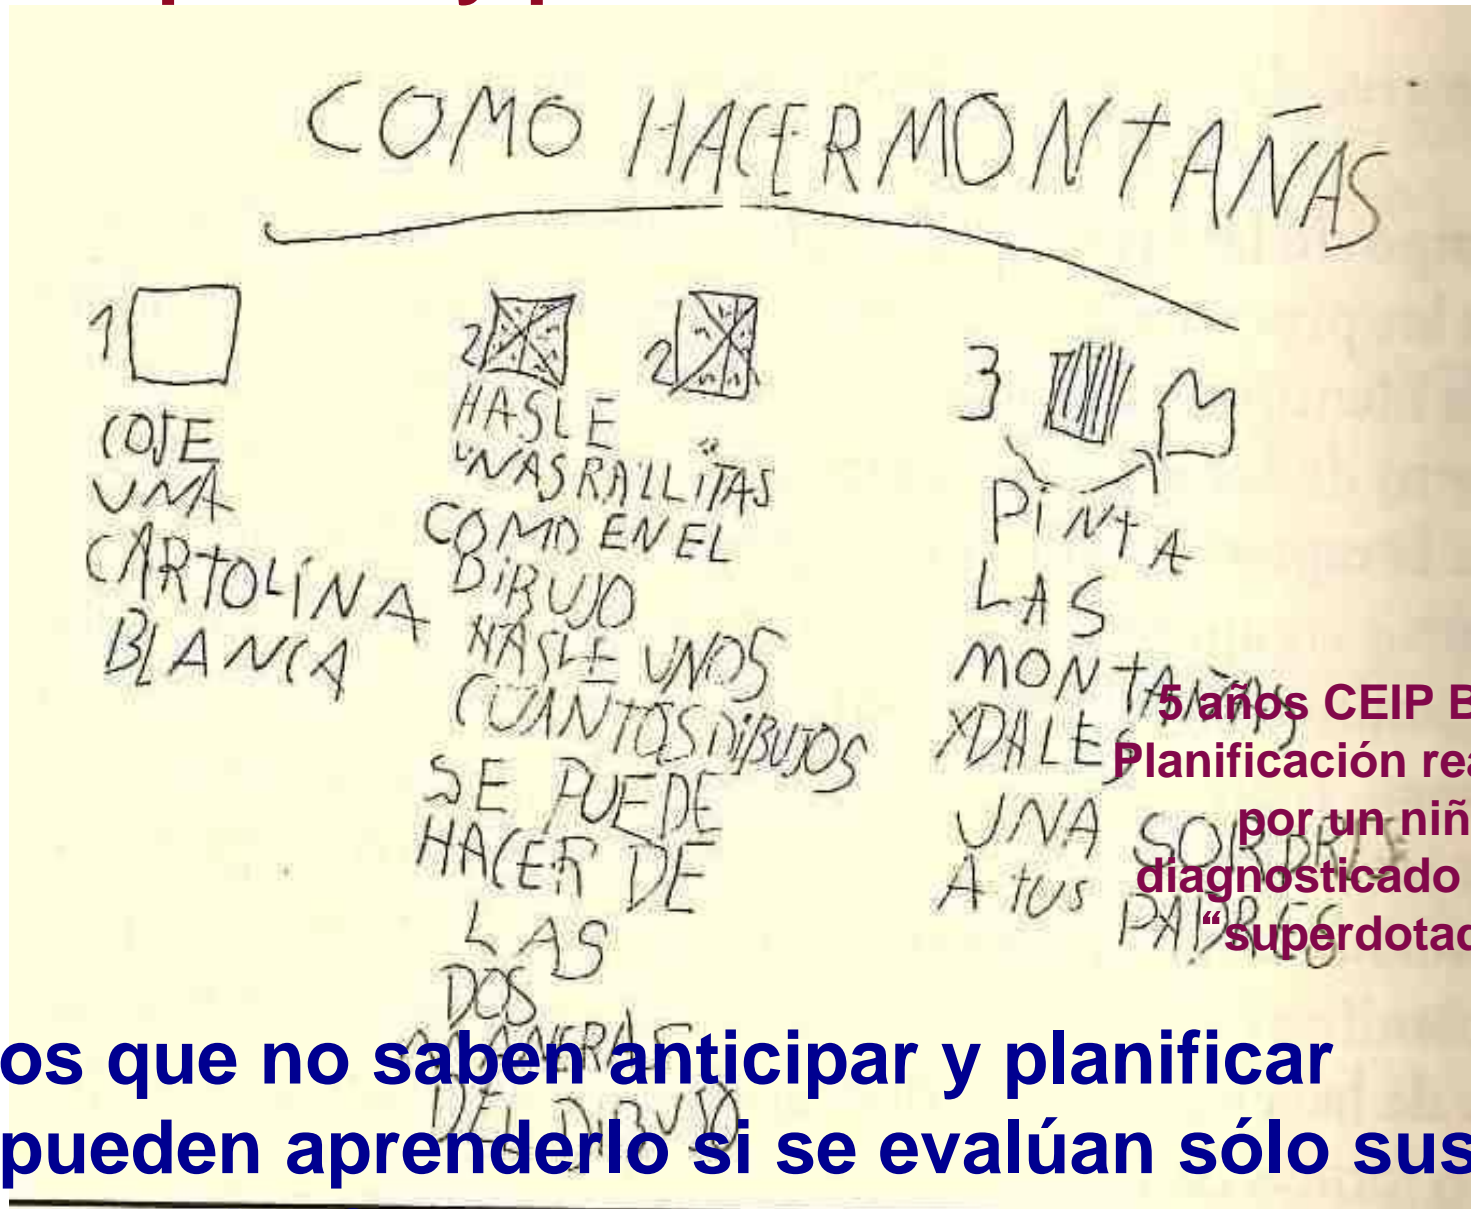 COMO HACER MONTAÑAS
1
COJE
UNA
CARTOLINA
BLANCA
2
2
HASLE
UNAS RALLITAS
COMO EN EL
DIBUJO
HASLE UNOS
CUANTOS DIBUJOS
SE PUEDE
HACER DE
LAS
DOS
MANERAS
DEL DIBUJO
3
PINTA
LAS
MONTAÑAS
Y DALES
UNA SORPRE
A TUS PADRES
5 años CEIP B
Planificación rea
por un niñ
diagnosticado
“superdotad
os que no saben anticipar y planificar
pueden aprenderlo si se evalúan sólo sus